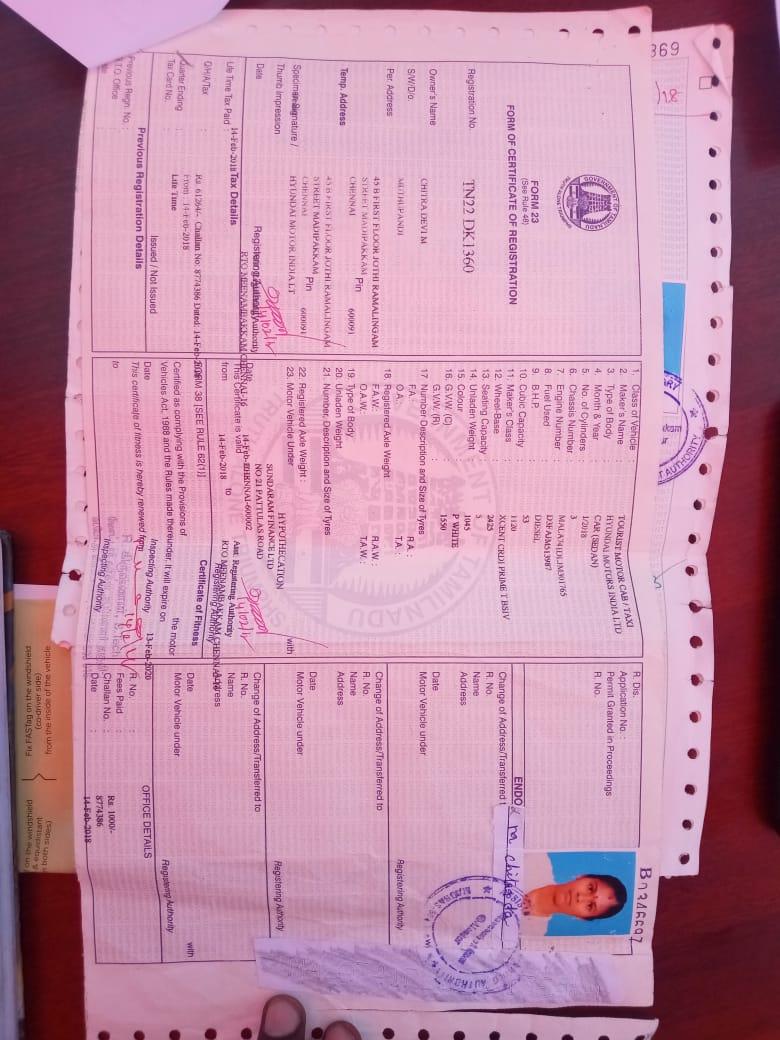 GOVERNMENT OF TAMIL NADU
FORM 23
(See Rule 48)
FORM OF CERTIFICATE OF REGISTRATION
Registration No. TN22 DK1360
Owner's Name CHITRA DEVI M
S/W/D/o. MUTHUPANDI
Per. Address 45 B FIRST FLOOR JOTHI RAMALINGAM
STREET MADIPAKKAM
CHENNAI Pin 600091
Temp. Address 45 B FIRST FLOOR JOTHI RAMALINGAM
STREET MADIPAKKAM
CHENNAI Pin 600091
Specimen Signature / HYUNDAI MOTOR INDIA LT
Thumb Impression
Date 14-Feb-2018
Registering Authority
RTO MEENAMBAKKAM CHENNAI-16
Tax Details
Life Time Tax Paid :
O/H/A/Tax : Rs. 61264/- Challan No: 8774386 Dated: 14-Feb-2018
Quarter Ending : From : 14-Feb-2018
Tax Card No. : Life Time
Issued / Not Issued
Previous Registration Details
Previous Regn. No :
R.T.O. Office
1. Class of Vehicle : TOURIST MOTOR CAB / TAXI
2. Maker's Name : HYUNDAI MOTORS INDIA LTD
3. Type of Body : CAR (SEDAN)
4. Month & Year : 1/2018
5. No. of Cylinders : 3
6. Chassis Number :
7. Engine Number :
8. Fuel Used : DIESEL
9. B.H.P. : 53
10. Cubic Capacity : 1120
11. Maker's Class : XCENT CRDI PRIME T BSIV
12. Wheel-Base : 2425
13. Seating Capacity : 5
14. Unladen Weight : 1045
15. Colour : P WHITE
16. G.V.W. (C) : 1550
G.V.W. (R)
17. Number Description and Size of Tyres
F.A : R.A :
O.A : T.A :
18. Registered Axle Weight
F.A.W.: R.A.W.:
O.A.W.: T.A.W.:
19. Type of Body
20. Unladen Weight
21. Number, Description and Size of Tyres
22. Registered Axle Weight :
23. Motor Vehicle Under HYPOTHECATION with
SUNDARAM FINANCE LTD
NO 21 PATTULAS ROAD
CHENNAI-600002
Date 14-Feb-2018
This Certificate is valid
from 14-Feb-2018 to
Asst. Registering Authority
RTO MEENAMBAKKAM CHENNAI
Registering Authority
FORM 38 [SEE RULE 62(1)]
Certificate of Fitness
Certified as complying with the Provisions of the motor
Vehicles Act, 1988 and the Rules made thereunder. It will expire on
13-Feb-2020
Date Inspecting Authority
This certificate of fitness is hereby renewed from
to
Inspecting Authority
B0346697
R. Dis.
Application No. :
Permit Granted in Proceedings
R. No.
ENDO
Change of Address/Transferred t
R. No.
Name
Address
Date
Motor Vehicle under
Registering Authority
Change of Address/Transferred to
R. No.
Name
Address
Date
Motor Vehicle under
Registering Authority
Change of Address/Transferred to
R. No.
Name
Address
Date
Motor Vehicle under with
Registering Authority
OFFICE DETAILS
R. No. :
Fees Paid : Rs. 1000/-
Challan No. : 8774386
Date : 14-Feb-2018
Fix FASTag on the windshield
(co-driver side)
from the inside of the vehicle
on the windshield
& equidistant
both sides)